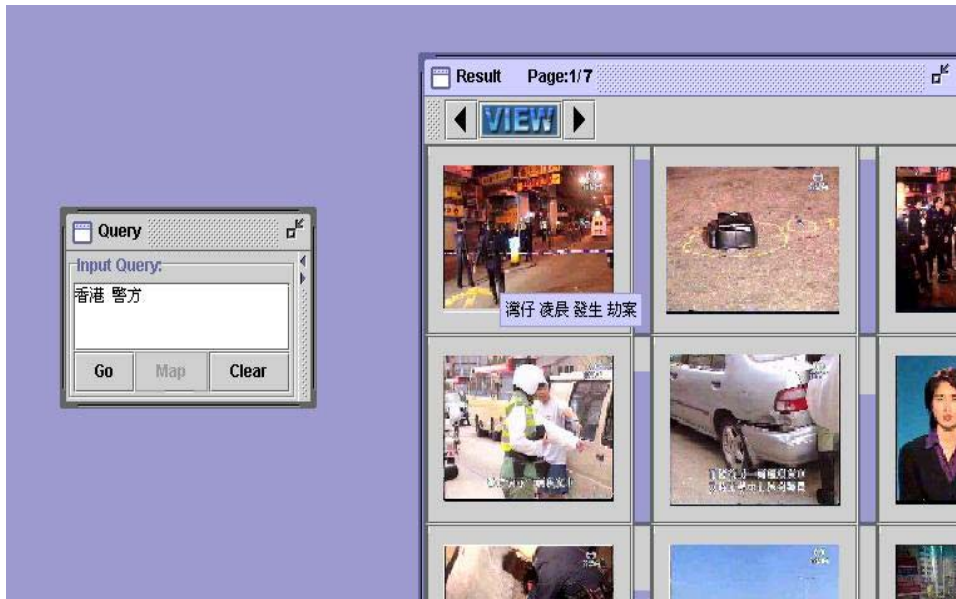 Result Page:1/7
VIEW
Query
Input Query:
香港 警方
Go Map Clear
灣仔 凌晨 發生 劫案